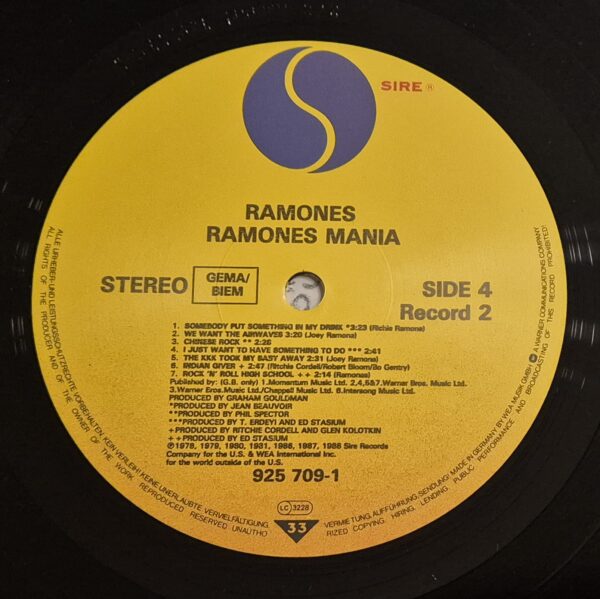 SIRE ®
RAMONES
RAMONES MANIA
STEREO
GEMA/
BIEM
SIDE 4
Record 2
1. SOMEBODY PUT SOMETHING IN MY DRINK *3:23 (Richie Ramone)
2. WE WANT THE AIRWAVES 3:20 (Joey Ramone)
3. CHINESE ROCK ** 2:28
4. I JUST WANT TO HAVE SOMETHING TO DO *** 2:41
5. THE KKK TOOK MY BABY AWAY 2:31 (Joey Ramone)
6. INDIAN GIVER + 2:47 (Ritchie Cordell/Robert Bloom/Bo Gentry)
7. ROCK 'N' ROLL HIGH SCHOOL ++ 2:14 (Ramones)
Published by: (G.B. only) 1.Momentum Music Ltd. 2,4,5&7.Warner Bros. Music Ltd.
3.Warner Bros.Music Ltd./Chappell Music Ltd. 6.Intersong Music Ltd.
PRODUCED BY GRAHAM GOULDMAN
*PRODUCED BY JEAN BEAUVOIR
**PRODUCED BY PHIL SPECTOR
***PRODUCED BY T. ERDEYI AND ED STASIUM
+PRODUCED BY RITCHIE CORDELL AND GLEN KOLOTKIN
++PRODUCED BY ED STASIUM
℗1978, 1979, 1980, 1981, 1986, 1987, 1988 Sire Records
Company for the U.S. & WEA International Inc.
for the world outside of the U.S.
925 709-1
LC 3228
33
ALLE URHEBER- UND LEISTUNGSSCHUTZRECHTE VORBEHALTEN. KEIN VERLEIH! KEINE UNERLAUBTE VERVIELFÄLTIGUNG,
VERMIETUNG, AUFFÜHRUNG, SENDUNG! MADE IN GERMANY BY WEA MUSIK GMBH A WARNER COMMUNICATIONS COMPANY
ALL RIGHTS OF THE PRODUCER AND OF THE OWNER OF THE WORK REPRODUCED RESERVED UNAUTHO
RIZED COPYING, HIRING, LENDING PUBLIC PERFORMANCE AND BROADCASTING OF THIS RECORD PROHIBITED!